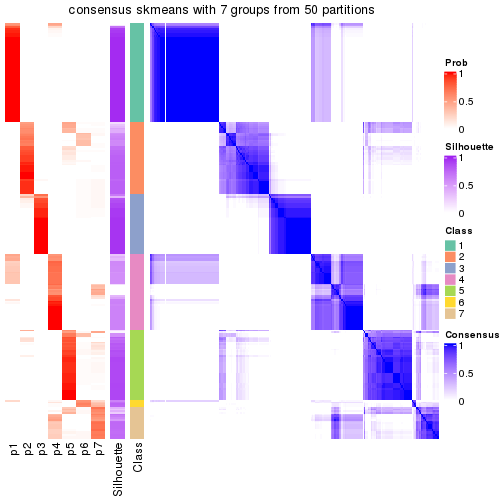 consensus skmeans with 7 groups from 50 partitions
Prob
1
0.5
0
Silhouette
1
0.5
0
Class
1
2
3
4
5
6
7
Consensus
1
0.5
0
p1
p2
p3
p4
p5
p6
p7
Silhouette
Class